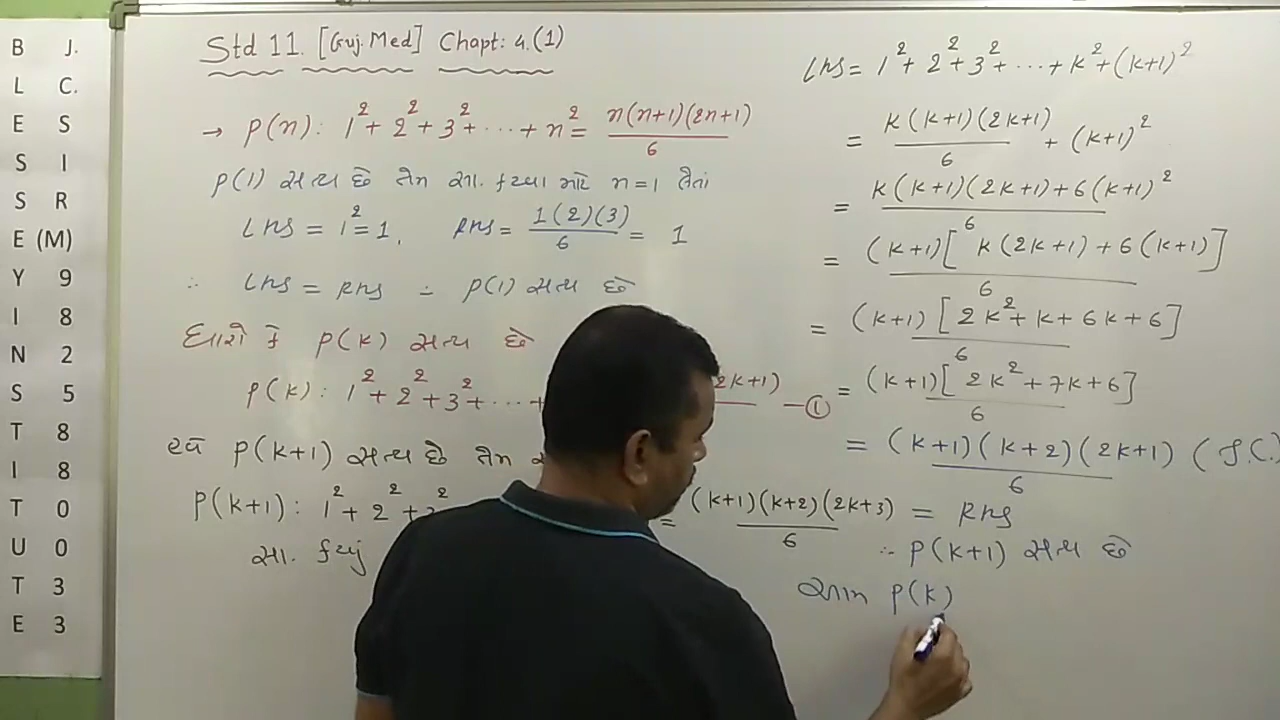 B J.
L C.
E S
S I
S R
E (M)
Y 9
I 8
N 2
S 5
T 8
I 8
T 0
U 0
T 3
E 3
Std 11. [Guj. Med] Chapt: 4.(1)
→ P(n): 1² + 2² + 3² + ... + n² = n(n+1)(2n+1) / 6
P(1) સત્ય છે તેમ સા. કરવા માટે n=1 લેતાં
LHS = 1² = 1, RHS = 1(2)(3) / 6 = 1
∴ LHS = RHS ∴ P(1) સત્ય છે
ધારો કે P(k) સત્ય છે
P(k): 1² + 2² + 3² + ... + 2k+1) —①
હવે P(k+1) સત્ય છે તેમ
P(k+1): 1² + 2² + 3² = (k+1)(k+2)(2k+3) / 6
સા. કરવું
LHS = 1² + 2² + 3² + ... + k² + (k+1)²
= k(k+1)(2k+1) / 6 + (k+1)²
= k(k+1)(2k+1) + 6(k+1)² / 6
= (k+1)[k(2k+1) + 6(k+1)] / 6
= (k+1)[2k² + k + 6k + 6] / 6
= (k+1)[2k² + 7k + 6] / 6
= (k+1)(k+2)(2k+1) (S.C.) / 6
= RHS
∴ P(k+1) સત્ય છે
આમ P(k)